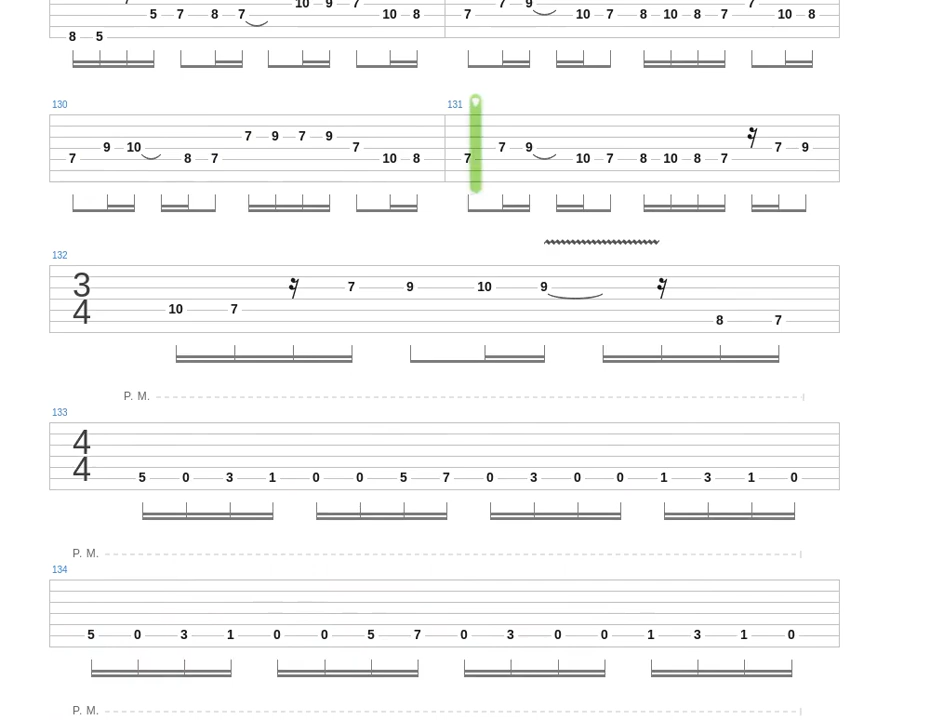 10 9 7 7 9 7
5 7 8 7 10 8 7 10 7 8 10 8 7 10 8
8 5
130 131
7 9 7 9
9 10 7 7 9 7 9
7 8 7 10 8 7 10 7 8 10 8 7
132
3
4
7 9 10 9
10 7
8 7
P. M.
133
4
4
5 0 3 1 0 0 5 7 0 3 0 0 1 3 1 0
P. M.
134
5 0 3 1 0 0 5 7 0 3 0 0 1 3 1 0
P. M.